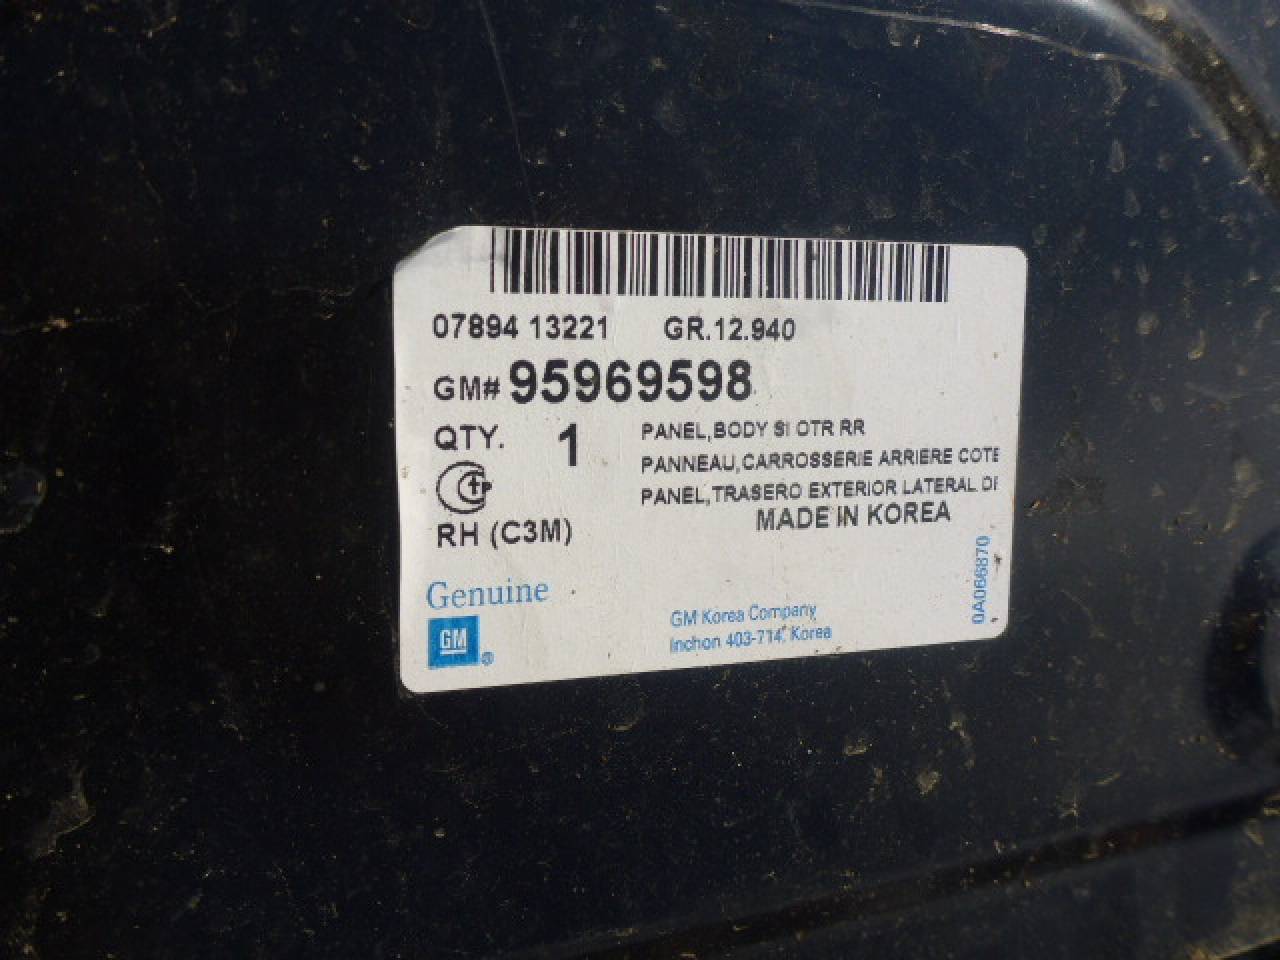 07894 13221 GR.12.940
GM# 95969598
QTY. 1
PANEL,BODY SI OTR RR
PANNEAU,CARROSSERIE ARRIERE COTE
PANEL,TRASERO EXTERIOR LATERAL DE
MADE IN KOREA
RH (C3M)
Genuine
GM ®
GM Korea Company
Inchon 403-714, Korea
0A066870